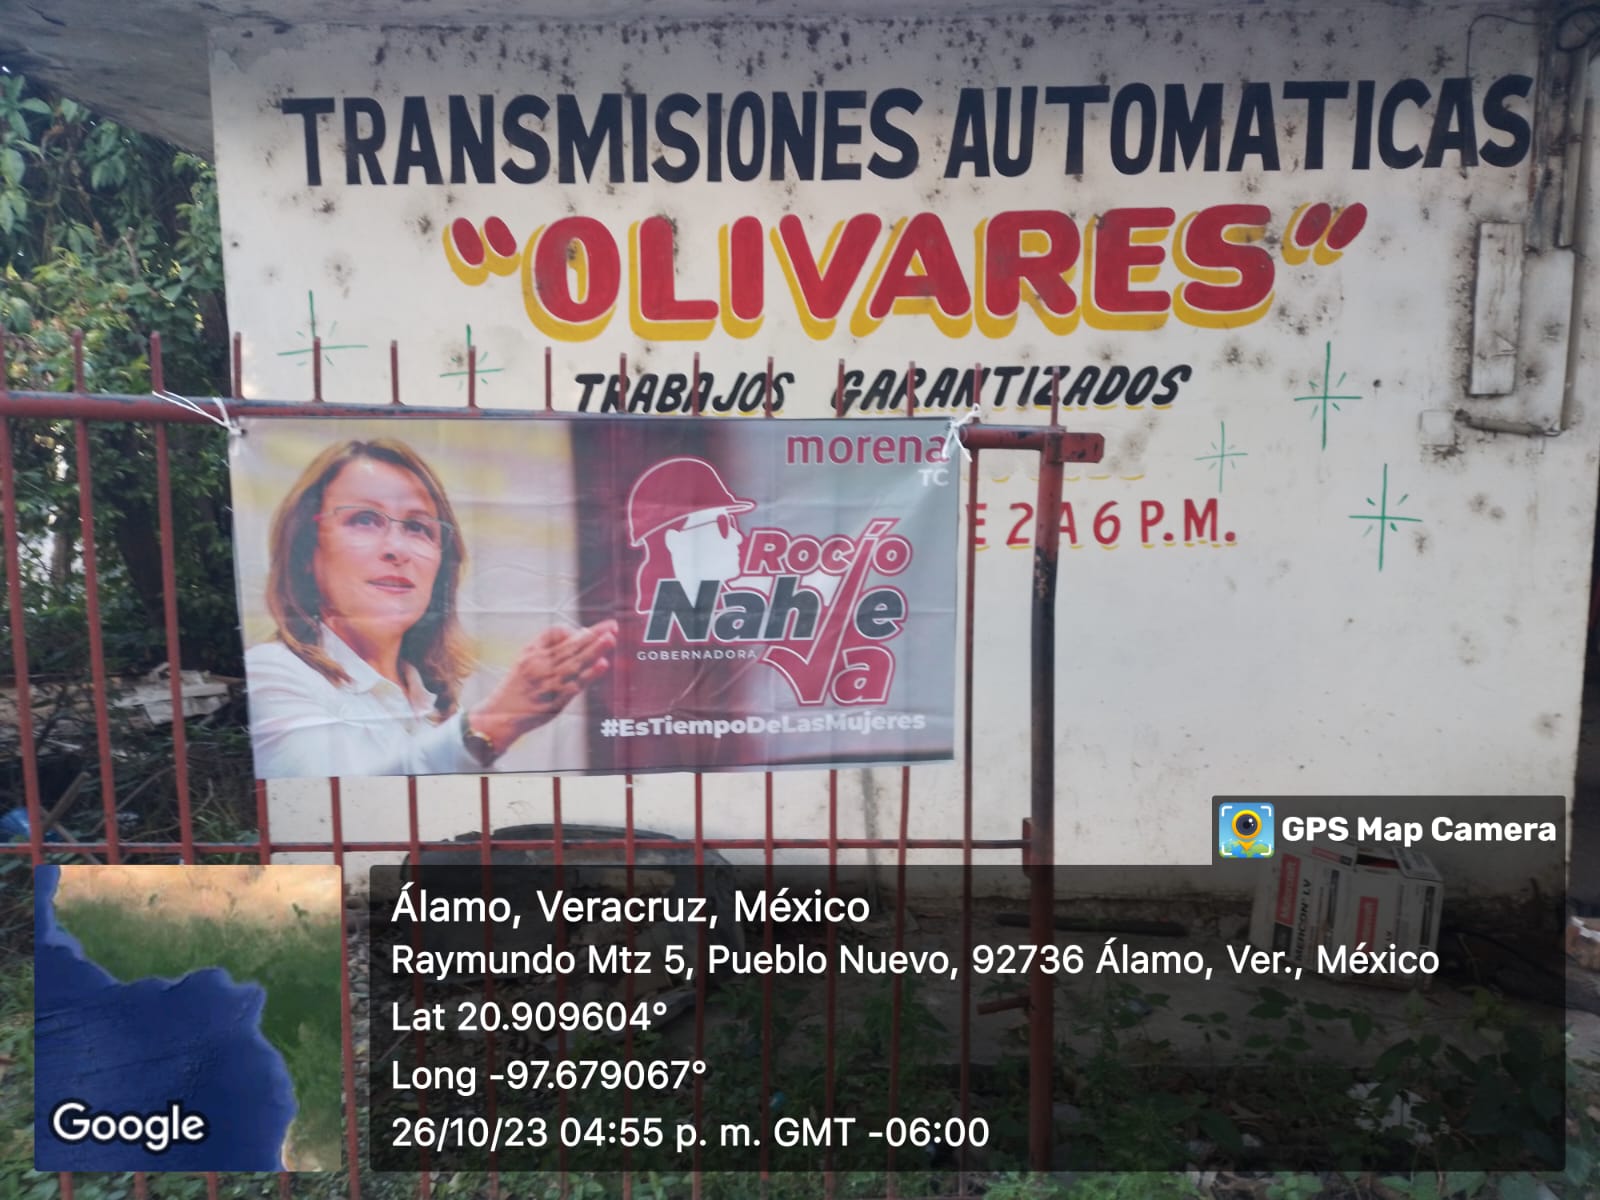 TRANSMISIONES AUTOMATICAS
"OLIVARES"
TRABAJOS GARANTIZADOS
E 2 A 6 P.M.
morena
TC
Rocío
Nahle
GOBERNADORA
Va
#EsTiempoDeLasMujeres
GPS Map Camera
MERCON LV
Álamo, Veracruz, México
Raymundo Mtz 5, Pueblo Nuevo, 92736 Álamo, Ver., México
Lat 20.909604°
Long -97.679067°
26/10/23 04:55 p. m. GMT -06:00
Google